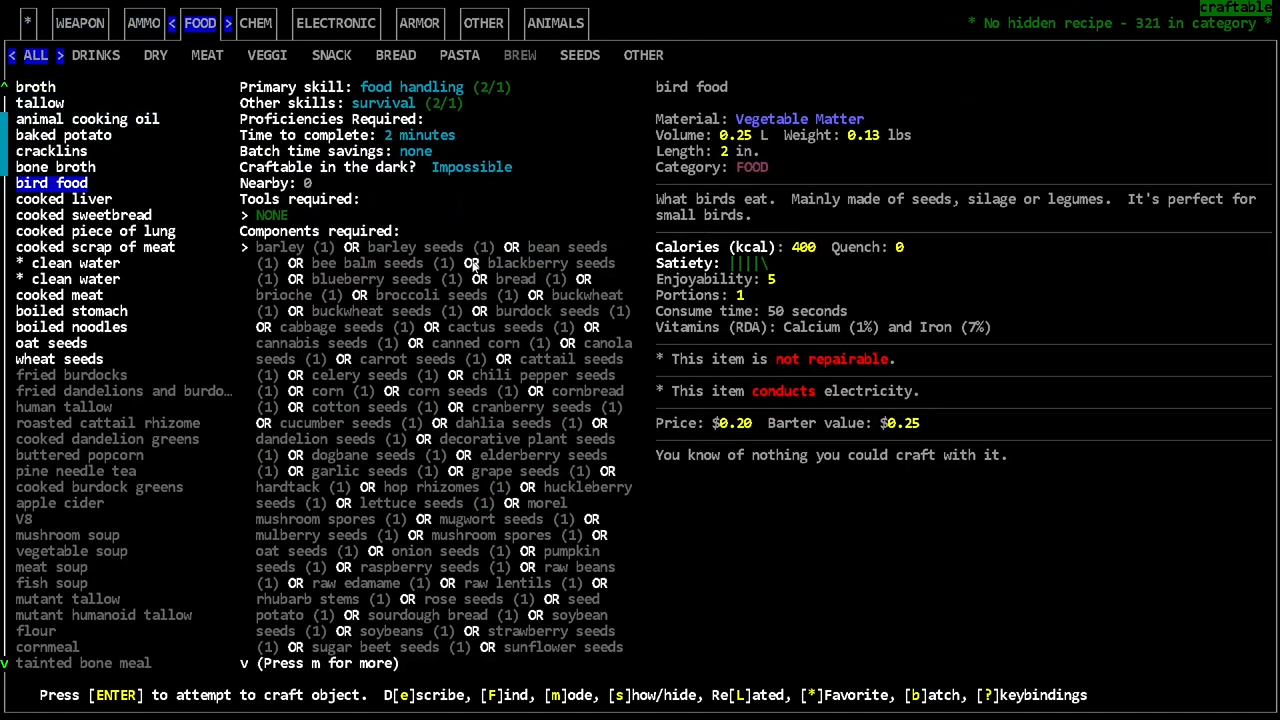 craftable
* WEAPON AMMO < FOOD > CHEM ELECTRONIC ARMOR OTHER ANIMALS * No hidden recipe - 321 in category *
< ALL > DRINKS DRY MEAT VEGGI SNACK BREAD PASTA BREW SEEDS OTHER
^ broth
tallow
animal cooking oil
baked potato
cracklins
bone broth
bird food
cooked liver
cooked sweetbread
cooked piece of lung
cooked scrap of meat
* clean water
* clean water
cooked meat
boiled stomach
boiled noodles
oat seeds
wheat seeds
fried burdocks
fried dandelions and burdo…
human tallow
roasted cattail rhizome
cooked dandelion greens
buttered popcorn
pine needle tea
cooked burdock greens
apple cider
V8
mushroom soup
vegetable soup
meat soup
fish soup
mutant tallow
mutant humanoid tallow
flour
cornmeal
v tainted bone meal
Primary skill: food handling (2/1)
Other skills: survival (2/1)
Proficiencies Required:
Time to complete: 2 minutes
Batch time savings: none
Craftable in the dark? Impossible
Nearby: 0
Tools required:
> NONE
Components required:
> barley (1) OR barley seeds (1) OR bean seeds
(1) OR bee balm seeds (1) OR blackberry seeds
(1) OR blueberry seeds (1) OR bread (1) OR
brioche (1) OR broccoli seeds (1) OR buckwheat
(1) OR buckwheat seeds (1) OR burdock seeds (1)
OR cabbage seeds (1) OR cactus seeds (1) OR
cannabis seeds (1) OR canned corn (1) OR canola
seeds (1) OR carrot seeds (1) OR cattail seeds
(1) OR celery seeds (1) OR chili pepper seeds
(1) OR corn (1) OR corn seeds (1) OR cornbread
(1) OR cotton seeds (1) OR cranberry seeds (1)
OR cucumber seeds (1) OR dahlia seeds (1) OR
dandelion seeds (1) OR decorative plant seeds
(1) OR dogbane seeds (1) OR elderberry seeds
(1) OR garlic seeds (1) OR grape seeds (1) OR
hardtack (1) OR hop rhizomes (1) OR huckleberry
seeds (1) OR lettuce seeds (1) OR morel
mushroom spores (1) OR mugwort seeds (1) OR
mulberry seeds (1) OR mushroom spores (1) OR
oat seeds (1) OR onion seeds (1) OR pumpkin
seeds (1) OR raspberry seeds (1) OR raw beans
(1) OR raw edamame (1) OR raw lentils (1) OR
rhubarb stems (1) OR rose seeds (1) OR seed
potato (1) OR sourdough bread (1) OR soybean
seeds (1) OR soybeans (1) OR strawberry seeds
(1) OR sugar beet seeds (1) OR sunflower seeds
v (Press m for more)
bird food
Material: Vegetable Matter
Volume: 0.25 L Weight: 0.13 lbs
Length: 2 in.
Category: FOOD
What birds eat. Mainly made of seeds, silage or legumes. It's perfect for
small birds.
Calories (kcal): 400 Quench: 0
Satiety: ||||\
Enjoyability: 5
Portions: 1
Consume time: 50 seconds
Vitamins (RDA): Calcium (1%) and Iron (7%)
* This item is not repairable.
* This item conducts electricity.
Price: $0.20 Barter value: $0.25
You know of nothing you could craft with it.
Press [ENTER] to attempt to craft object. D[e]scribe, [F]ind, [m]ode, [s]how/hide, Re[L]ated, [*]Favorite, [b]atch, [?]keybindings